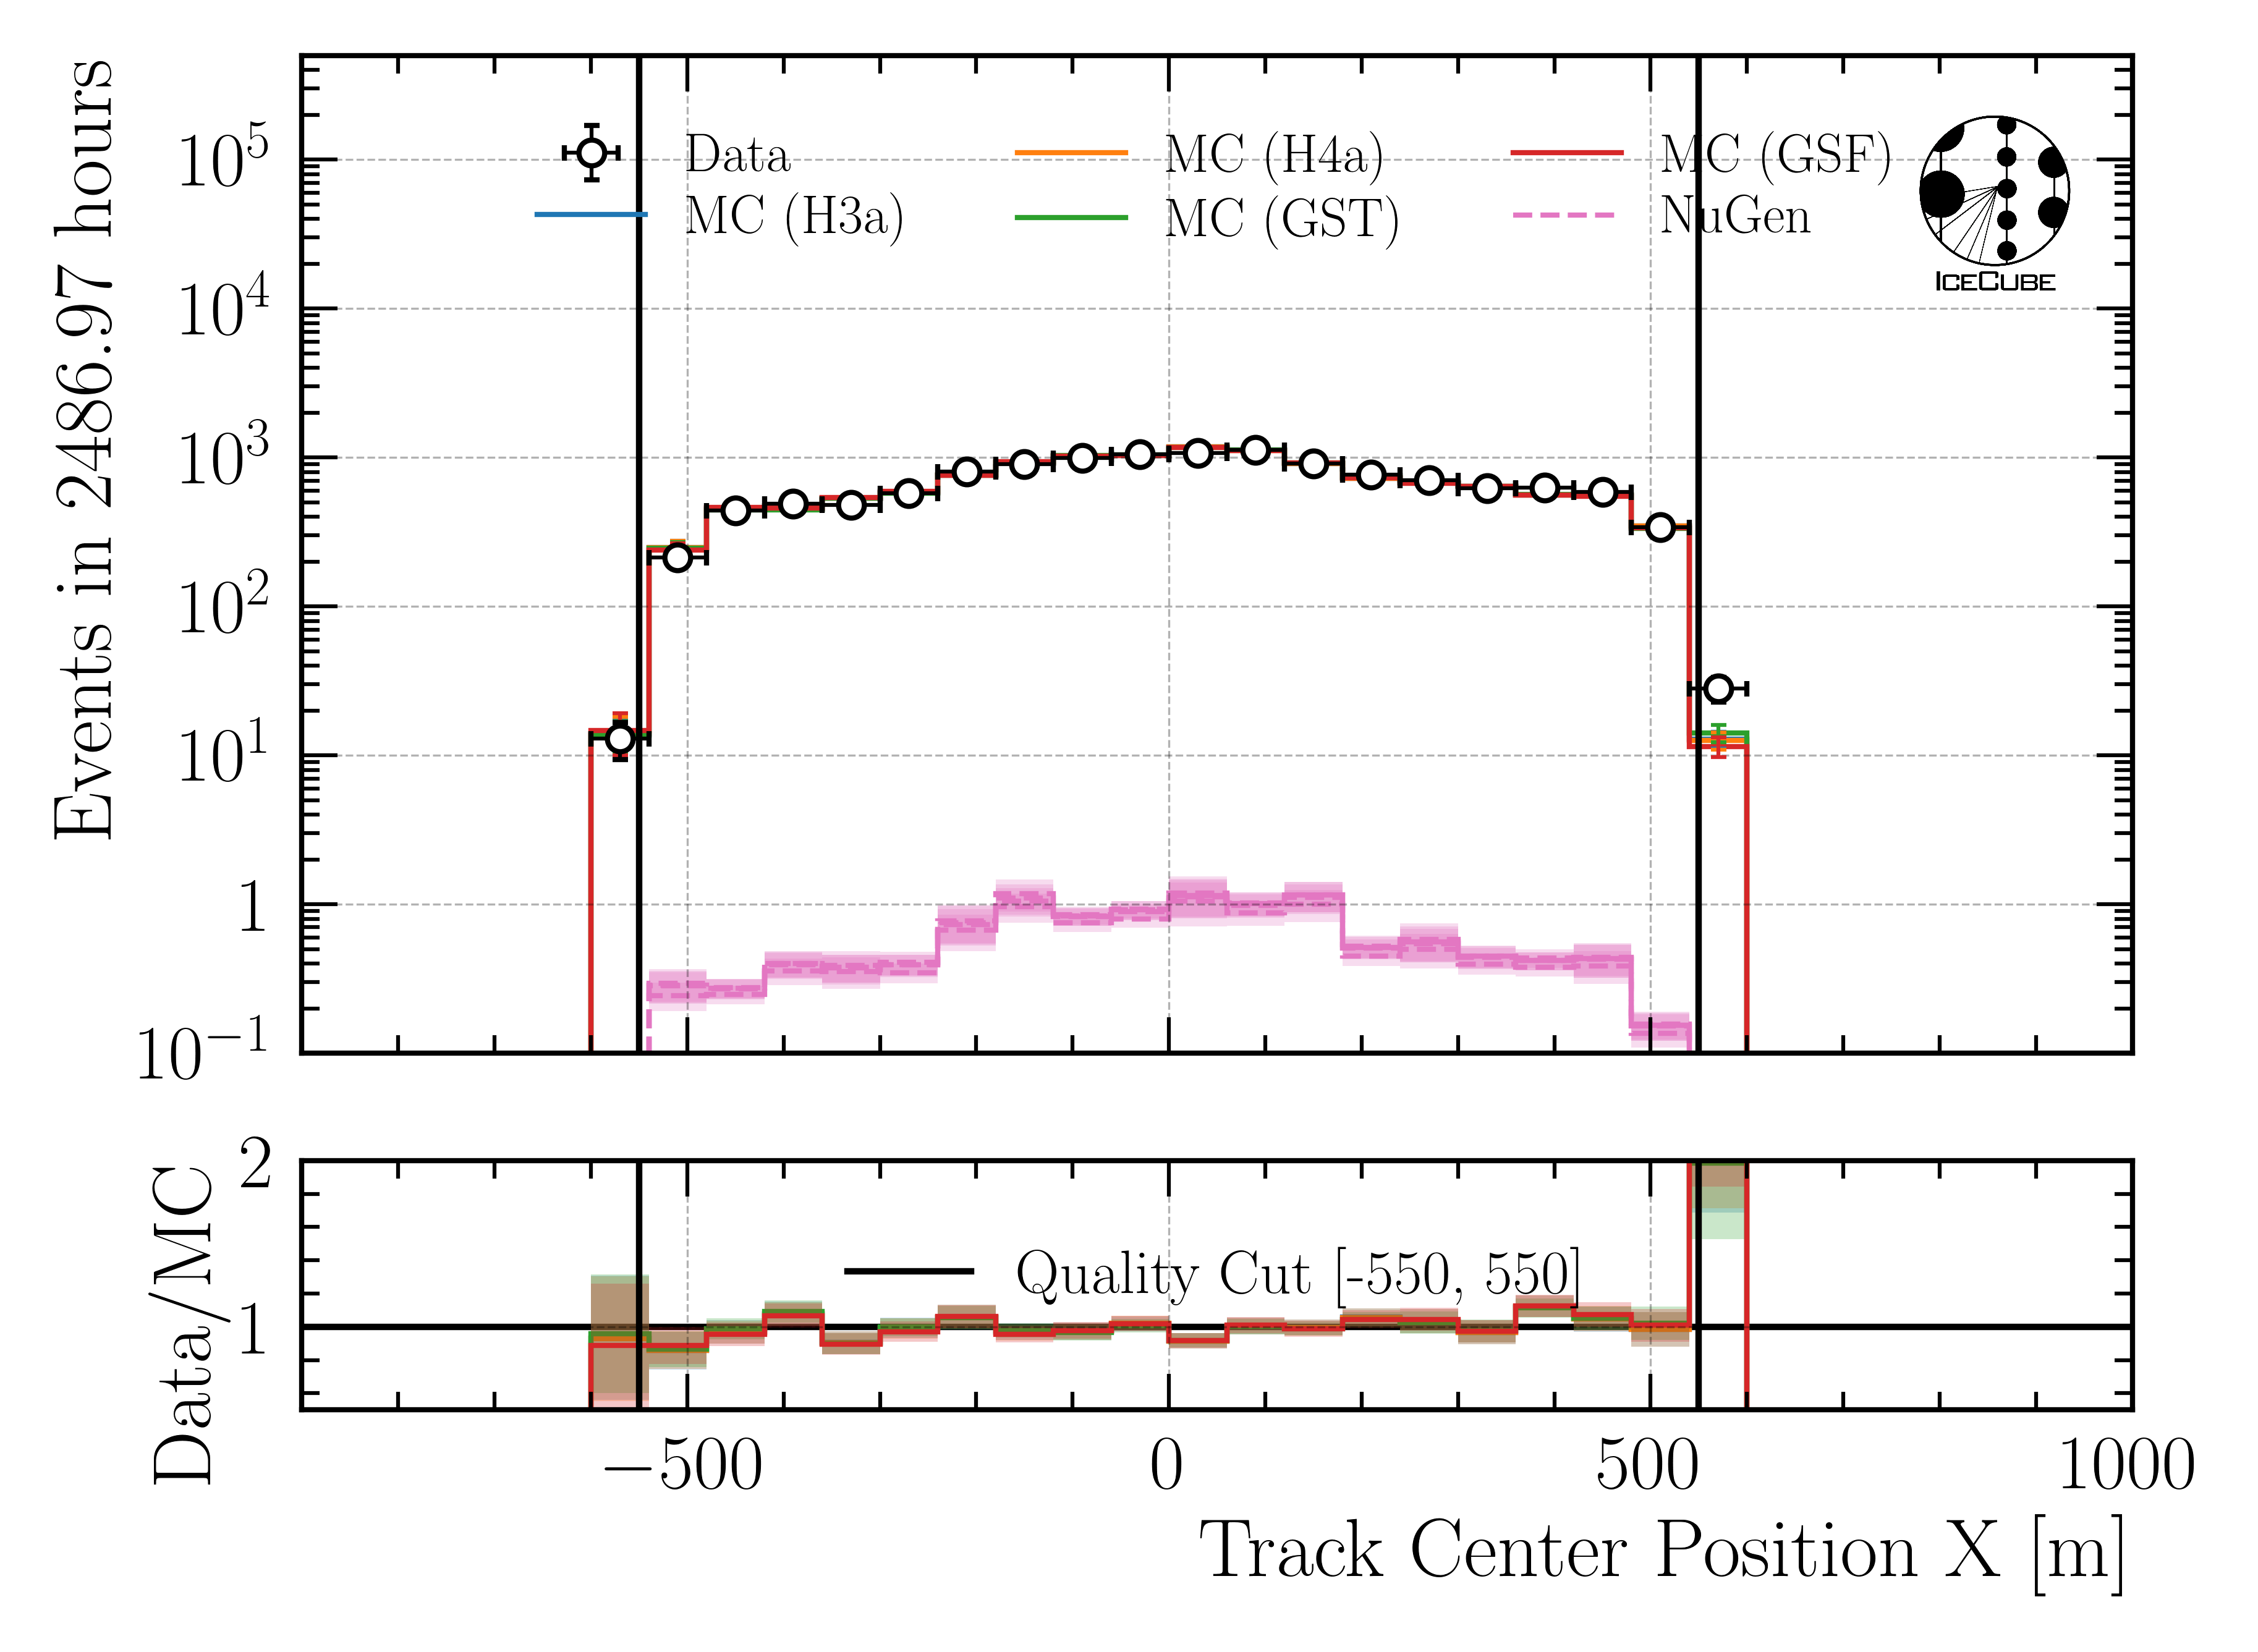 Events in 2486.97 hours
10^5
10^4
10^3
10^2
10^1
1
10^−1
Data
MC (H3a)
MC (H4a)
MC (GST)
MC (GSF)
NuGen
ICECUBE
Data/MC
2
1
Quality Cut [-550, 550]
−500 0 500 1000
Track Center Position X [m]